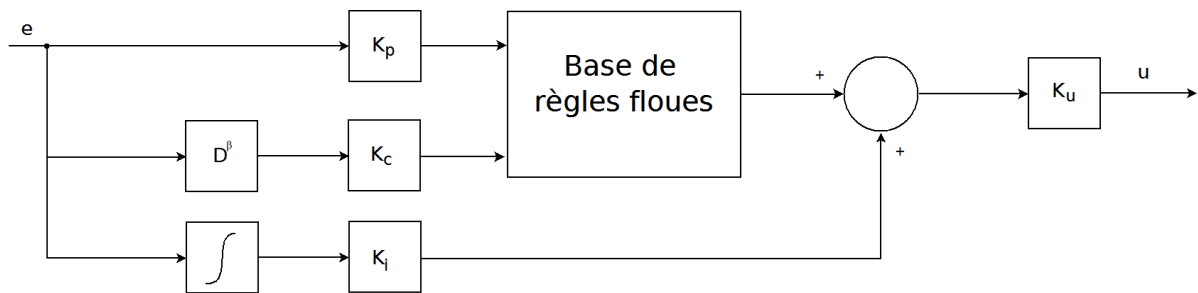 e
Kp
Base de
règles floues
+
Ku
u
Dβ
Kc
+
Ki